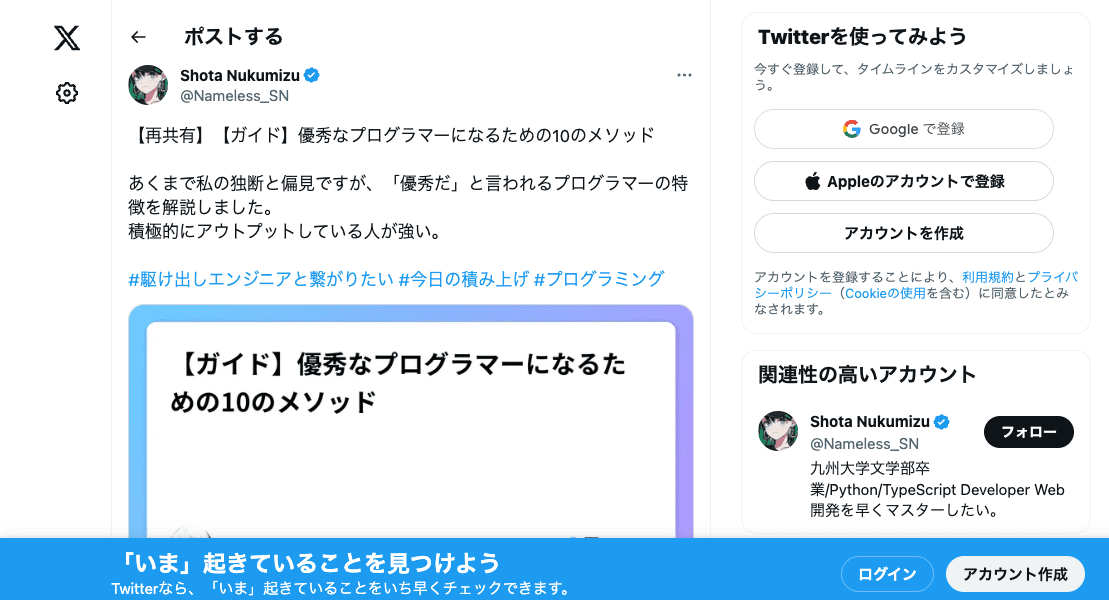 ポストする
Shota Nukumizu
@Nameless_SN
【再共有】【ガイド】優秀なプログラマーになるための10のメソッド
あくまで私の独断と偏見ですが、「優秀だ」と言われるプログラマーの特
徴を解説しました。
積極的にアウトプットしている人が強い。
#駆け出しエンジニアと繋がりたい #今日の積み上げ #プログラミング
【ガイド】優秀なプログラマーになるた
めの10のメソッド
Twitterを使ってみよう
今すぐ登録して、タイムラインをカスタマイズしましょ
う。
Google で登録
Appleのアカウントで登録
アカウントを作成
アカウントを登録することにより、利用規約とプライバ
シーポリシー（Cookieの使用を含む）に同意したとみ
なされます。
関連性の高いアカウント
Shota Nukumizu
@Nameless_SN
フォロー
九州大学文学部卒
業/Python/TypeScript Developer Web
開発を早くマスターしたい。
「いま」起きていることを見つけよう
Twitterなら、「いま」起きていることをいち早くチェックできます。
ログイン
アカウント作成